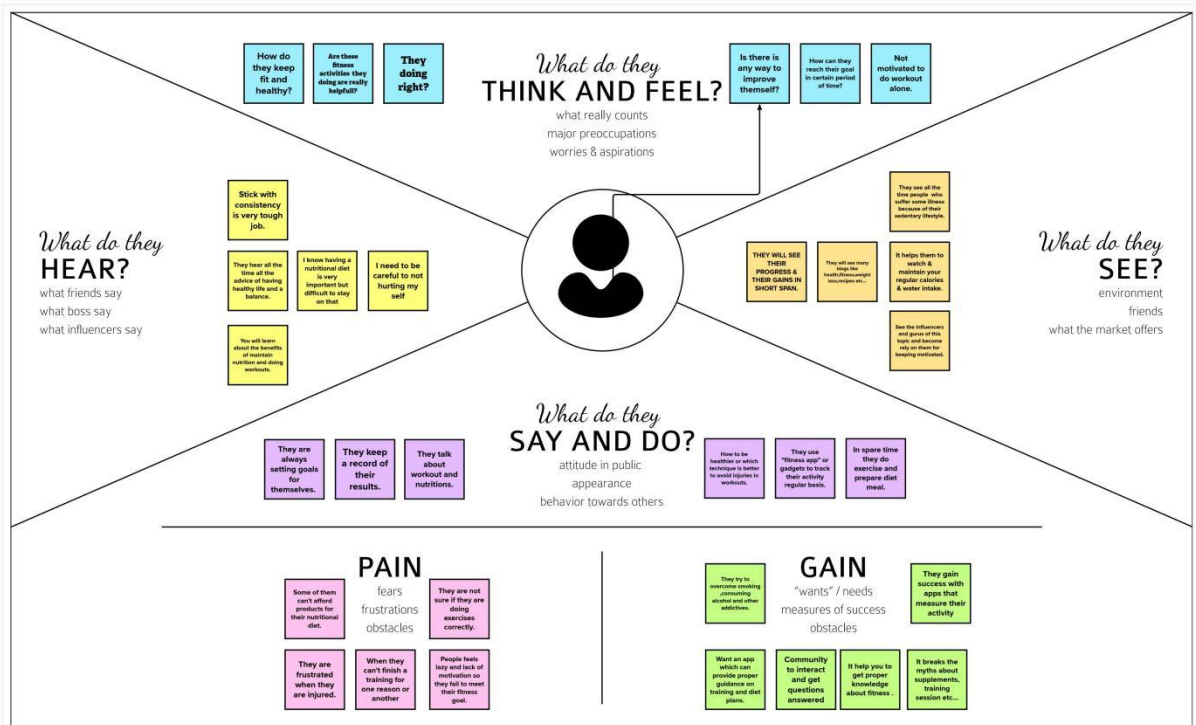 How do
they keep
fit and
healthy?
Are these
fitness
activities they
doing are really
helpfull?
They
doing
right?
What do they
THINK AND FEEL?
what really counts
major preoccupations
worries & aspirations
Is there is
any way to
improve
themself?
How can they
reach their goal
in certain period
of time?
Not
motivated to
do workout
alone.
What do they
HEAR?
what friends say
what boss say
what influencers say
Stick with
consistency
is very tough
job.
They hear all the
time all the
advice of having
healthy life and a
balance.
I know having a
nutritional diet
is very
important but
difficult to stay
on that
I need to be
careful to not
hurting my
self
You will learn
about the benefits
of maintain
nutrition and doing
workouts.
What do they
SEE?
environment
friends
what the market offers
They see all the
time people who
suffer some illness
because of their
sedentary lifestyle.
THEY WILL SEE
THEIR
PROGRESS &
THEIR GAINS IN
SHORT SPAN.
They will see many
blogs like
health,fitness,weight
loss,recipes etc...
It helps them to
watch &
maintain your
regular calories
& water intake.
See the influencers
and gurus of this
topic and become
rely on them for
keeping motivated.
What do they
SAY AND DO?
attitude in public
appearance
behavior towards others
They are
always
setting goals
for
themselves.
They keep
a record of
their
results.
They talk
about
workout and
nutritions.
How to be
healthier or which
technique is better
to avoid injuries in
workouts.
They use
"fitness app" or
gadgets to track
their activity
regular basis.
In spare time
they do
exercise and
prepare diet
meal.
PAIN
fears
frustrations
obstacles
Some of them
can't afford
products for
their nutritional
diet.
They are not
sure if they are
doing
exercises
correctly.
They are
frustrated
when they
are injured.
When they
can't finish a
training for
one reason or
another
People feels
lazy and lack of
motivation so
they fail to meet
their fitness
goal.
GAIN
"wants" / needs
measures of success
obstacles
They try to
overcome smoking
,consuming
alcohol and other
addictives.
They gain
success with
apps that
measure their
activity
Want an app
which can
provide proper
guidance on
training and diet
plans.
Community
to interact
and get
questions
answered
It help you to
get proper
knowledge
about fitness .
It breaks the
myths about
supplements,
training
session etc...